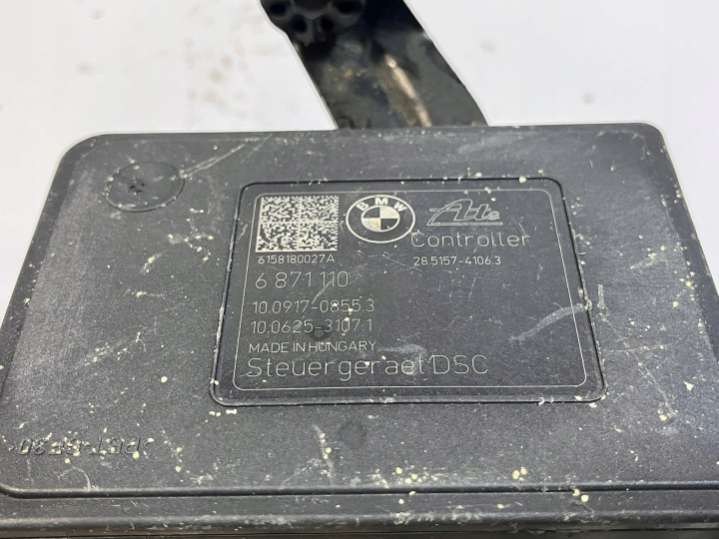 BMW
Ate
Controller
6158180027A
28.5157-4106.3
6 871 110
10.0917-0855.3
10.0625-3107.1
MADE IN HUNGARY
Steuergeraet DSC